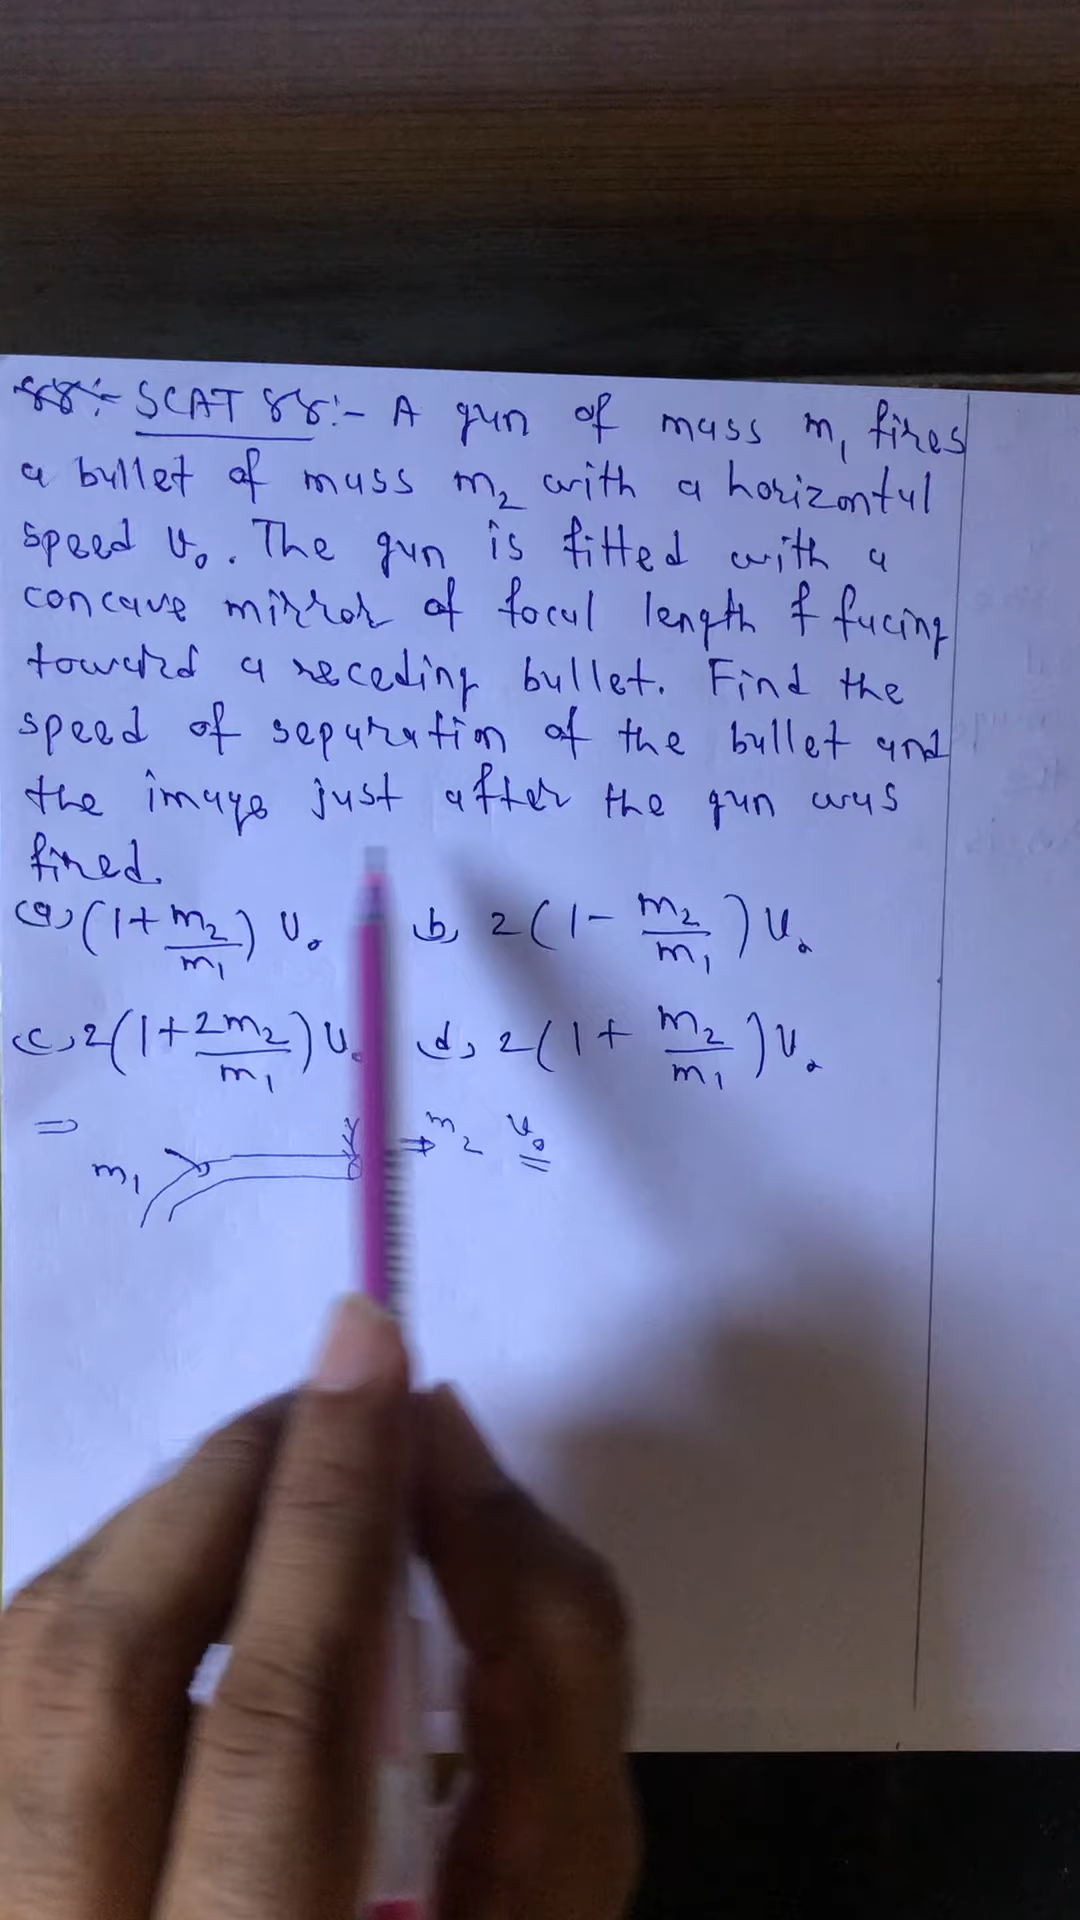 SCAT 88:- A gun of mass m₁ fires
a bullet of mass m₂ with a horizontal
speed v₀. The gun is fitted with a
concave mirror of focal length f facing
toward a receding bullet. Find the
speed of separation of the bullet and
the image just after the gun was
fired.
(a) (1+m₂/m₁) v₀ (b) 2(1-m₂/m₁)v₀
(c) 2(1+2m₂/m₁)v₀ (d) 2(1+m₂/m₁)v₀
⇒
m₁ ⇒ m₂ v₀